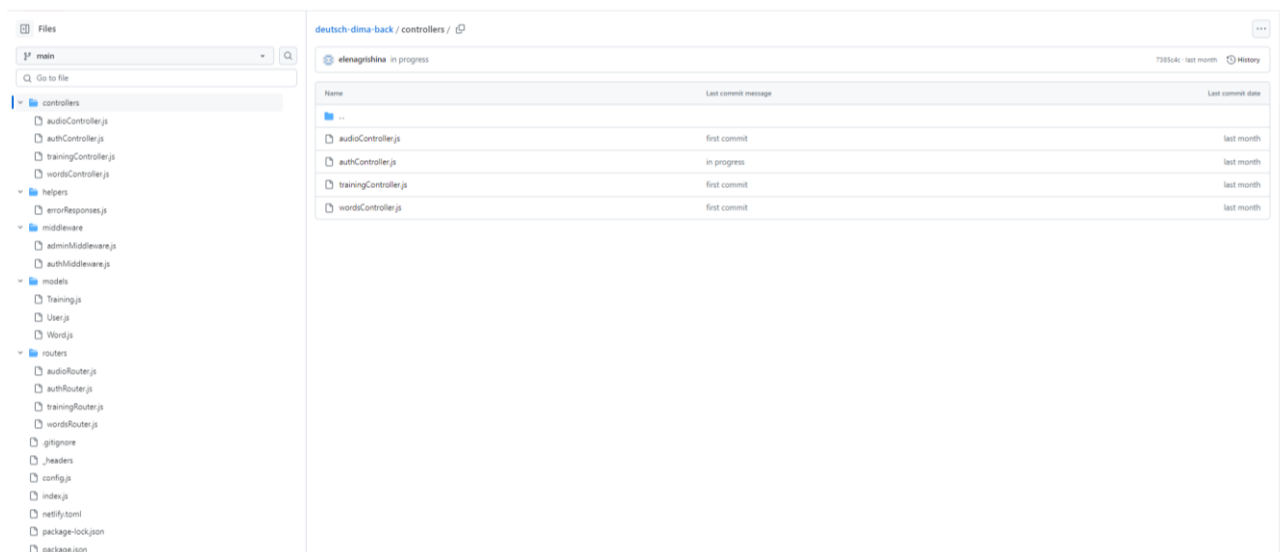 Files
main
Go to file
controllers
audioController.js
authController.js
trainingController.js
wordsController.js
helpers
errorResponses.js
middleware
adminMiddleware.js
authMiddleware.js
models
Training.js
User.js
Word.js
routers
audioRouter.js
authRouter.js
trainingRouter.js
wordsRouter.js
.gitignore
_headers
config.js
index.js
netlify.toml
package-lock.json
package.json
deutsch-dima-back / controllers /
elenagrishina in progress
7385c4c · last month History
Name Last commit message Last commit date
..
audioController.js first commit last month
authController.js in progress last month
trainingController.js first commit last month
wordsController.js first commit last month